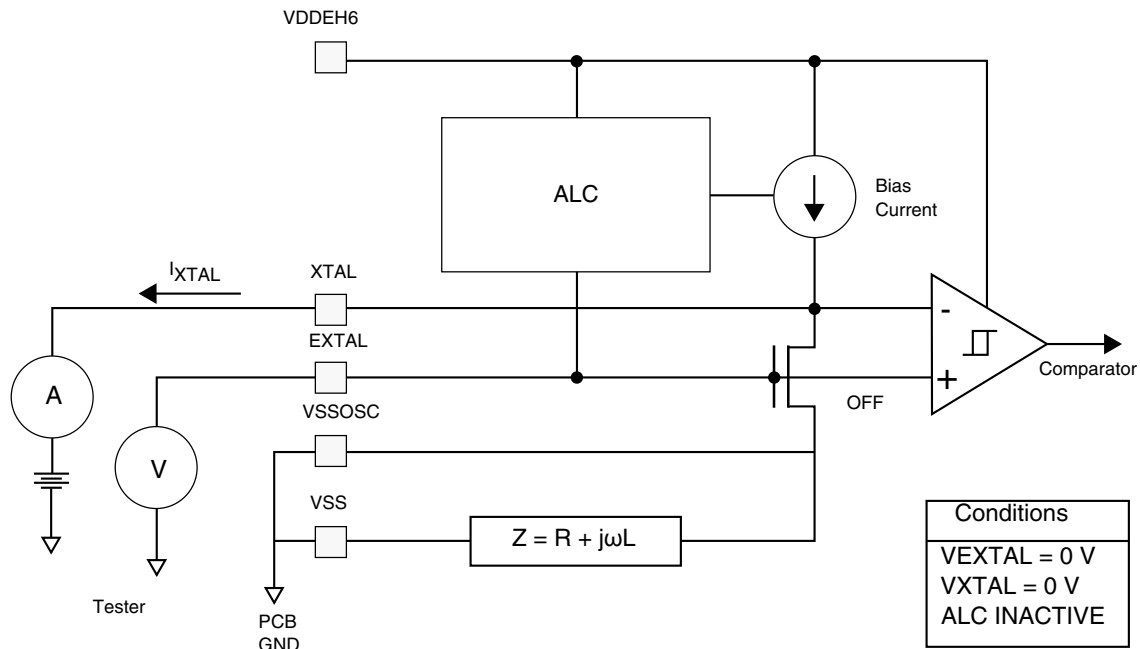 VDDEH6
ALC
Bias
Current
I XTAL
XTAL
EXTAL
-
+
Comparator
A
V
VSSOSC
OFF
VSS
Z = R + jωL
Tester
PCB
GND
Conditions
VEXTAL = 0 V
VXTAL = 0 V
ALC INACTIVE